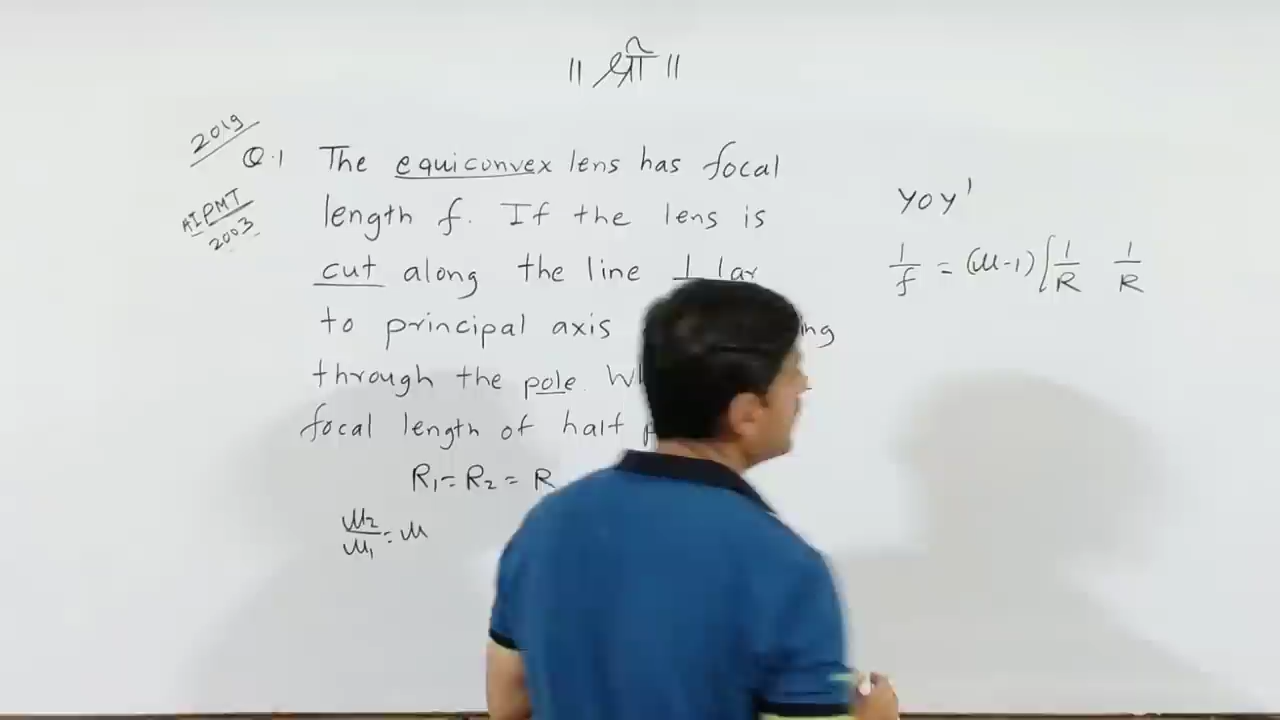 ॥ श्री ॥
2019
Q.1 The equiconvex lens has focal
AIPMT
2003
length f. If the lens is
cut along the line ⊥lar
to principal axis
through the pole.
focal length of half
R₁ = R₂ = R
μ₂/μ₁ = μ
YOY'
1/f = (μ-1) [1/R 1/R